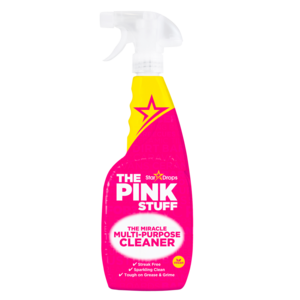 Star Drops
THE
PINK
STUFF
THE MIRACLE
MULTI-PURPOSE
CLEANER
✓ Streak Free
✓ Sparkling Clean
✓ Tough on Grease & Grime